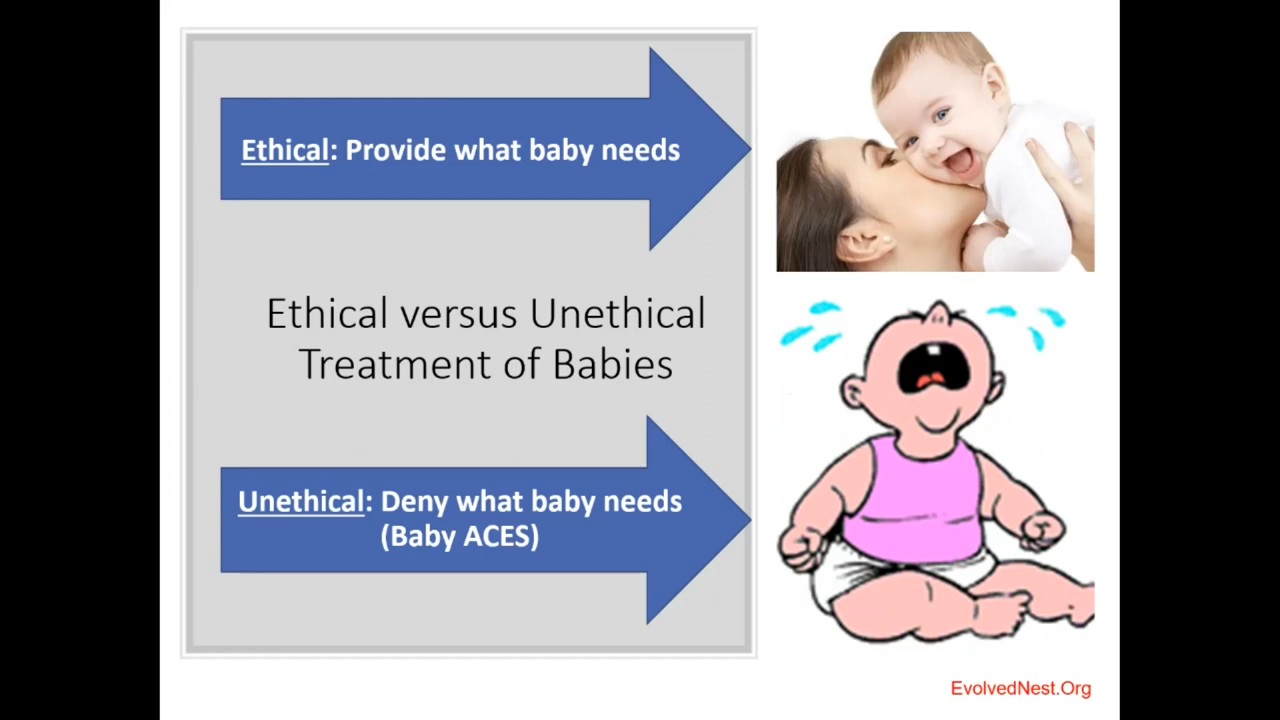 Ethical: Provide what baby needs
Ethical versus Unethical
Treatment of Babies
Unethical: Deny what baby needs
(Baby ACES)
EvolvedNest.Org